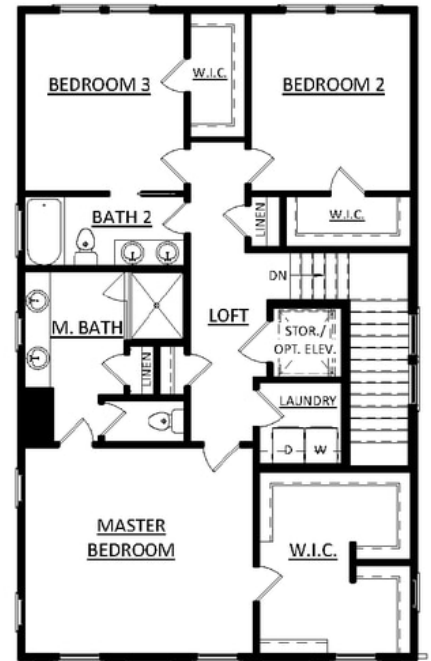 BEDROOM 3
W.I.C.
BEDROOM 2
BATH 2
LINEN
W.I.C.
DN
M. BATH
LOFT
STOR./
OPT. ELEV.
LINEN
LAUNDRY
D
W
MASTER
BEDROOM
W.I.C.